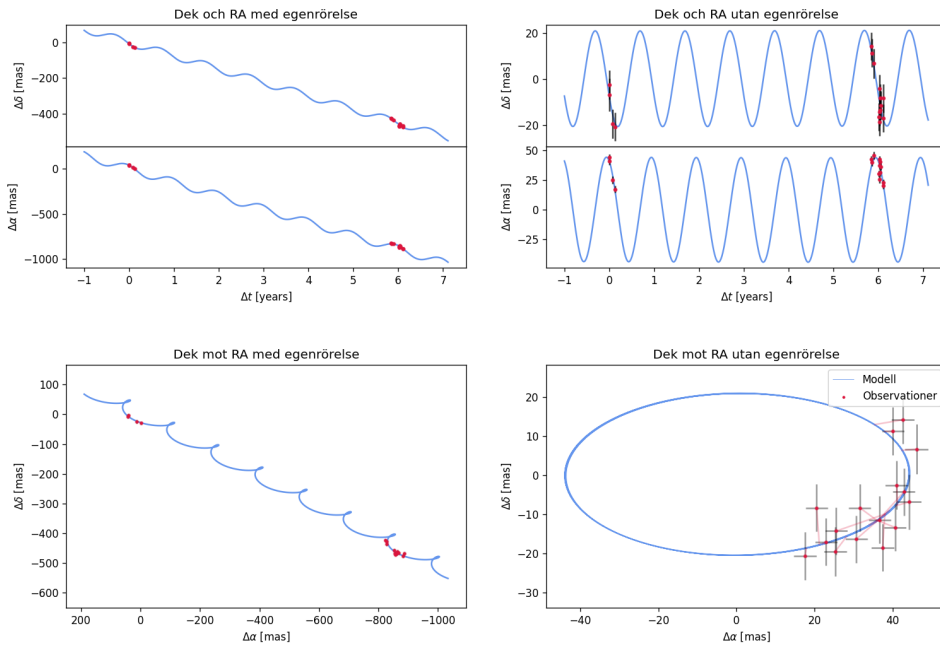 Dek och RA med egenrörelse
Δδ [mas]
0
−200
−400
Δα [mas]
0
−500
−1000
−1 0 1 2 3 4 5 6 7
Δt [years]
Dek och RA utan egenrörelse
Δδ [mas]
20
0
−20
Δα [mas]
50
25
0
−25
−1 0 1 2 3 4 5 6 7
Δt [years]
Dek mot RA med egenrörelse
Δδ [mas]
100
0
−100
−200
−300
−400
−500
−600
200 0 −200 −400 −600 −800 −1000
Δα [mas]
Dek mot RA utan egenrörelse
Modell
Observationer
Δδ [mas]
20
10
0
−10
−20
−30
−40 −20 0 20 40
Δα [mas]